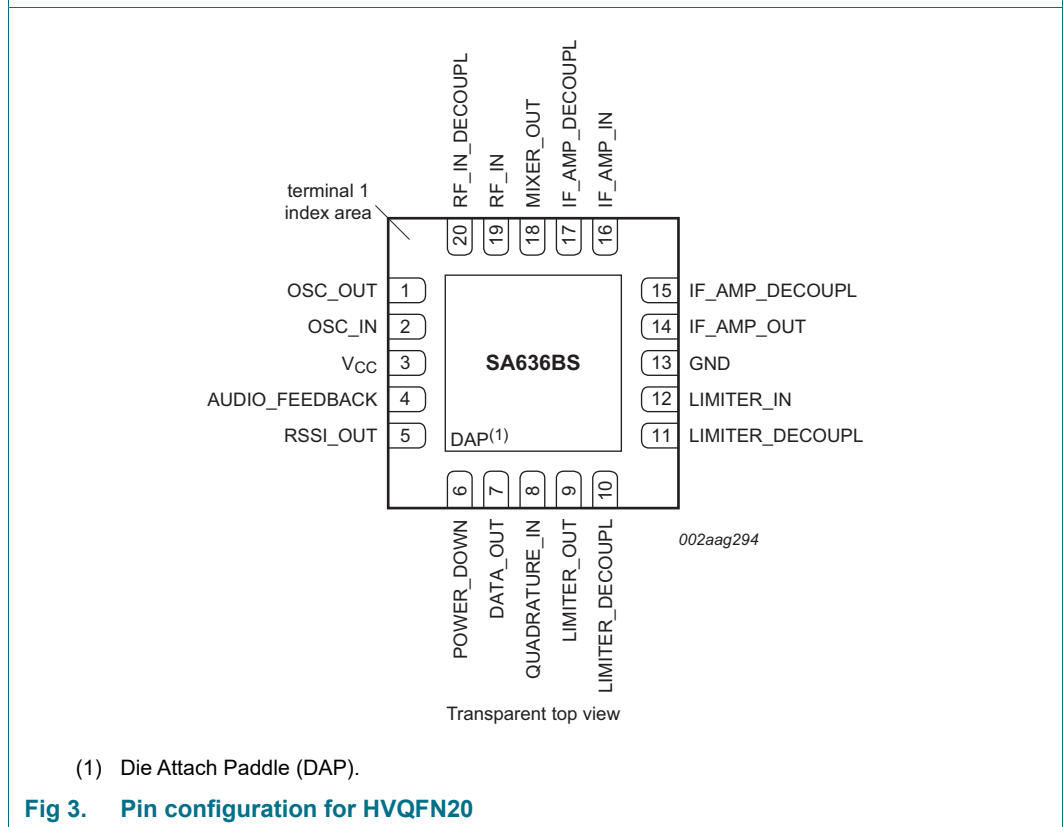 RF_IN_DECOUPL
RF_IN
MIXER_OUT
IF_AMP_DECOUPL
IF_AMP_IN
terminal 1
index area
20
19
18
17
16
OSC_OUT 1
15 IF_AMP_DECOUPL
OSC_IN 2
14 IF_AMP_OUT
VCC 3
SA636BS
13 GND
AUDIO_FEEDBACK 4
12 LIMITER_IN
RSSI_OUT 5
DAP(1)
11 LIMITER_DECOUPL
6
7
8
9
10
POWER_DOWN
DATA_OUT
QUADRATURE_IN
LIMITER_OUT
LIMITER_DECOUPL
002aag294
Transparent top view
(1) Die Attach Paddle (DAP).
Fig 3. Pin configuration for HVQFN20